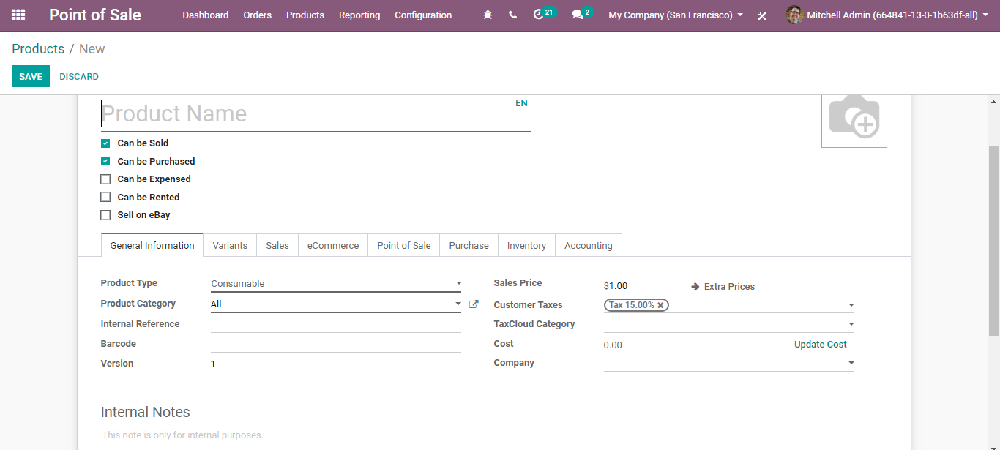 Point of Sale Dashboard Orders Products Reporting Configuration 21 2 My Company (San Francisco) Mitchell Admin (664841-13-0-1b63df-all)
Products / New
SAVE DISCARD
Product Name EN
Can be Sold
Can be Purchased
Can be Expensed
Can be Rented
Sell on eBay
General Information Variants Sales eCommerce Point of Sale Purchase Inventory Accounting
Product Type Consumable
Product Category All
Internal Reference
Barcode
Version 1
Sales Price $1.00 Extra Prices
Customer Taxes Tax 15.00%
TaxCloud Category
Cost 0.00 Update Cost
Company
Internal Notes
This note is only for internal purposes.